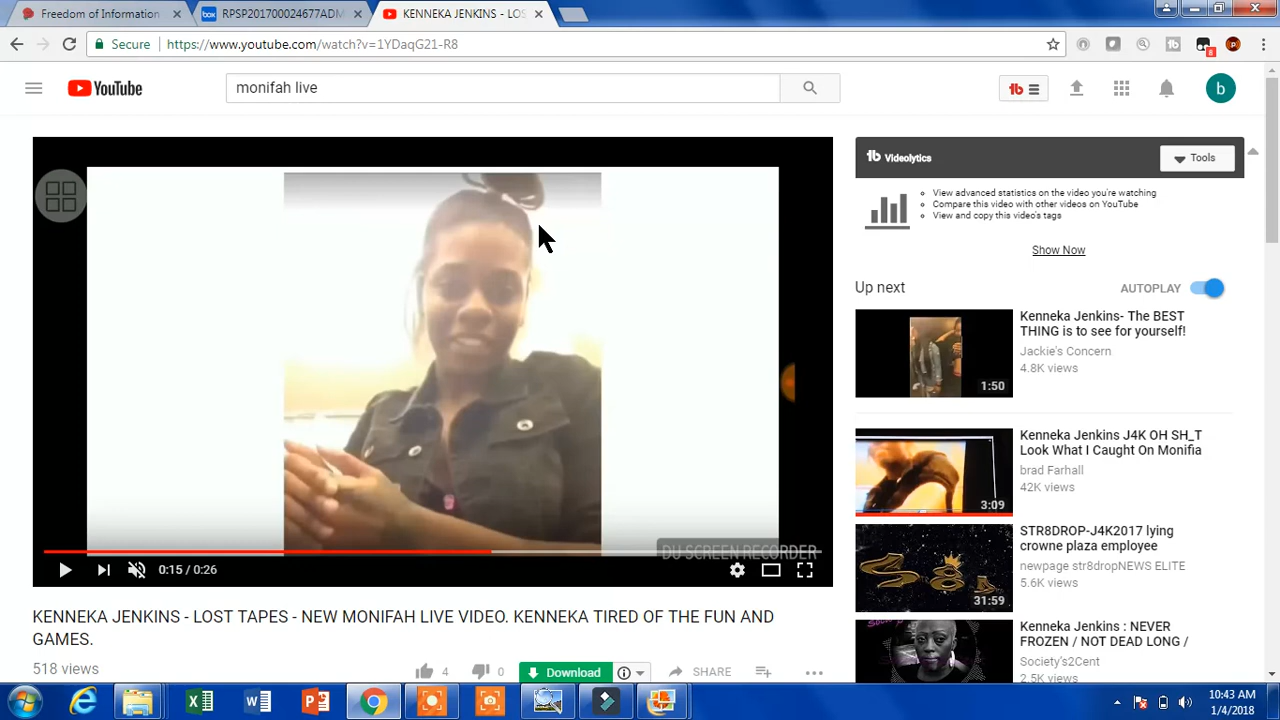 Freedom of Information
RPSP201700024677ADM
KENNEKA JENKINS - LOS
Secure
https://www.youtube.com/watch?v=1YDagG21-R8
8
YouTube
monifah live
b
Videolytics
Tools
View advanced statistics on the video you're watching
Compare this video with other videos on YouTube
View and copy this video's tags
Show Now
Up next
AUTOPLAY
Kenneka Jenkins- The BEST
THING is to see for yourself!
Jackie's Concern
4.8K views
1:50
Kenneka Jenkins J4K OH SH_T
Look What I Caught On Monifia
brad Farhall
42K views
3:09
STR8DROP-J4K2017 lying
crowne plaza employee
newpage str8dropNEWS ELITE
5.6K views
31:59
Kenneka Jenkins : NEVER
FROZEN / NOT DEAD LONG /
Society's2Cent
2.5K views
DU SCREEN RECORDER
0:15 / 0:26
KENNEKA JENKINS - LOST TAPES - NEW MONIFAH LIVE VIDEO. KENNEKA TIRED OF THE FUN AND
GAMES.
518 views
4
0
Download
SHARE
10:43 AM
1/4/2018